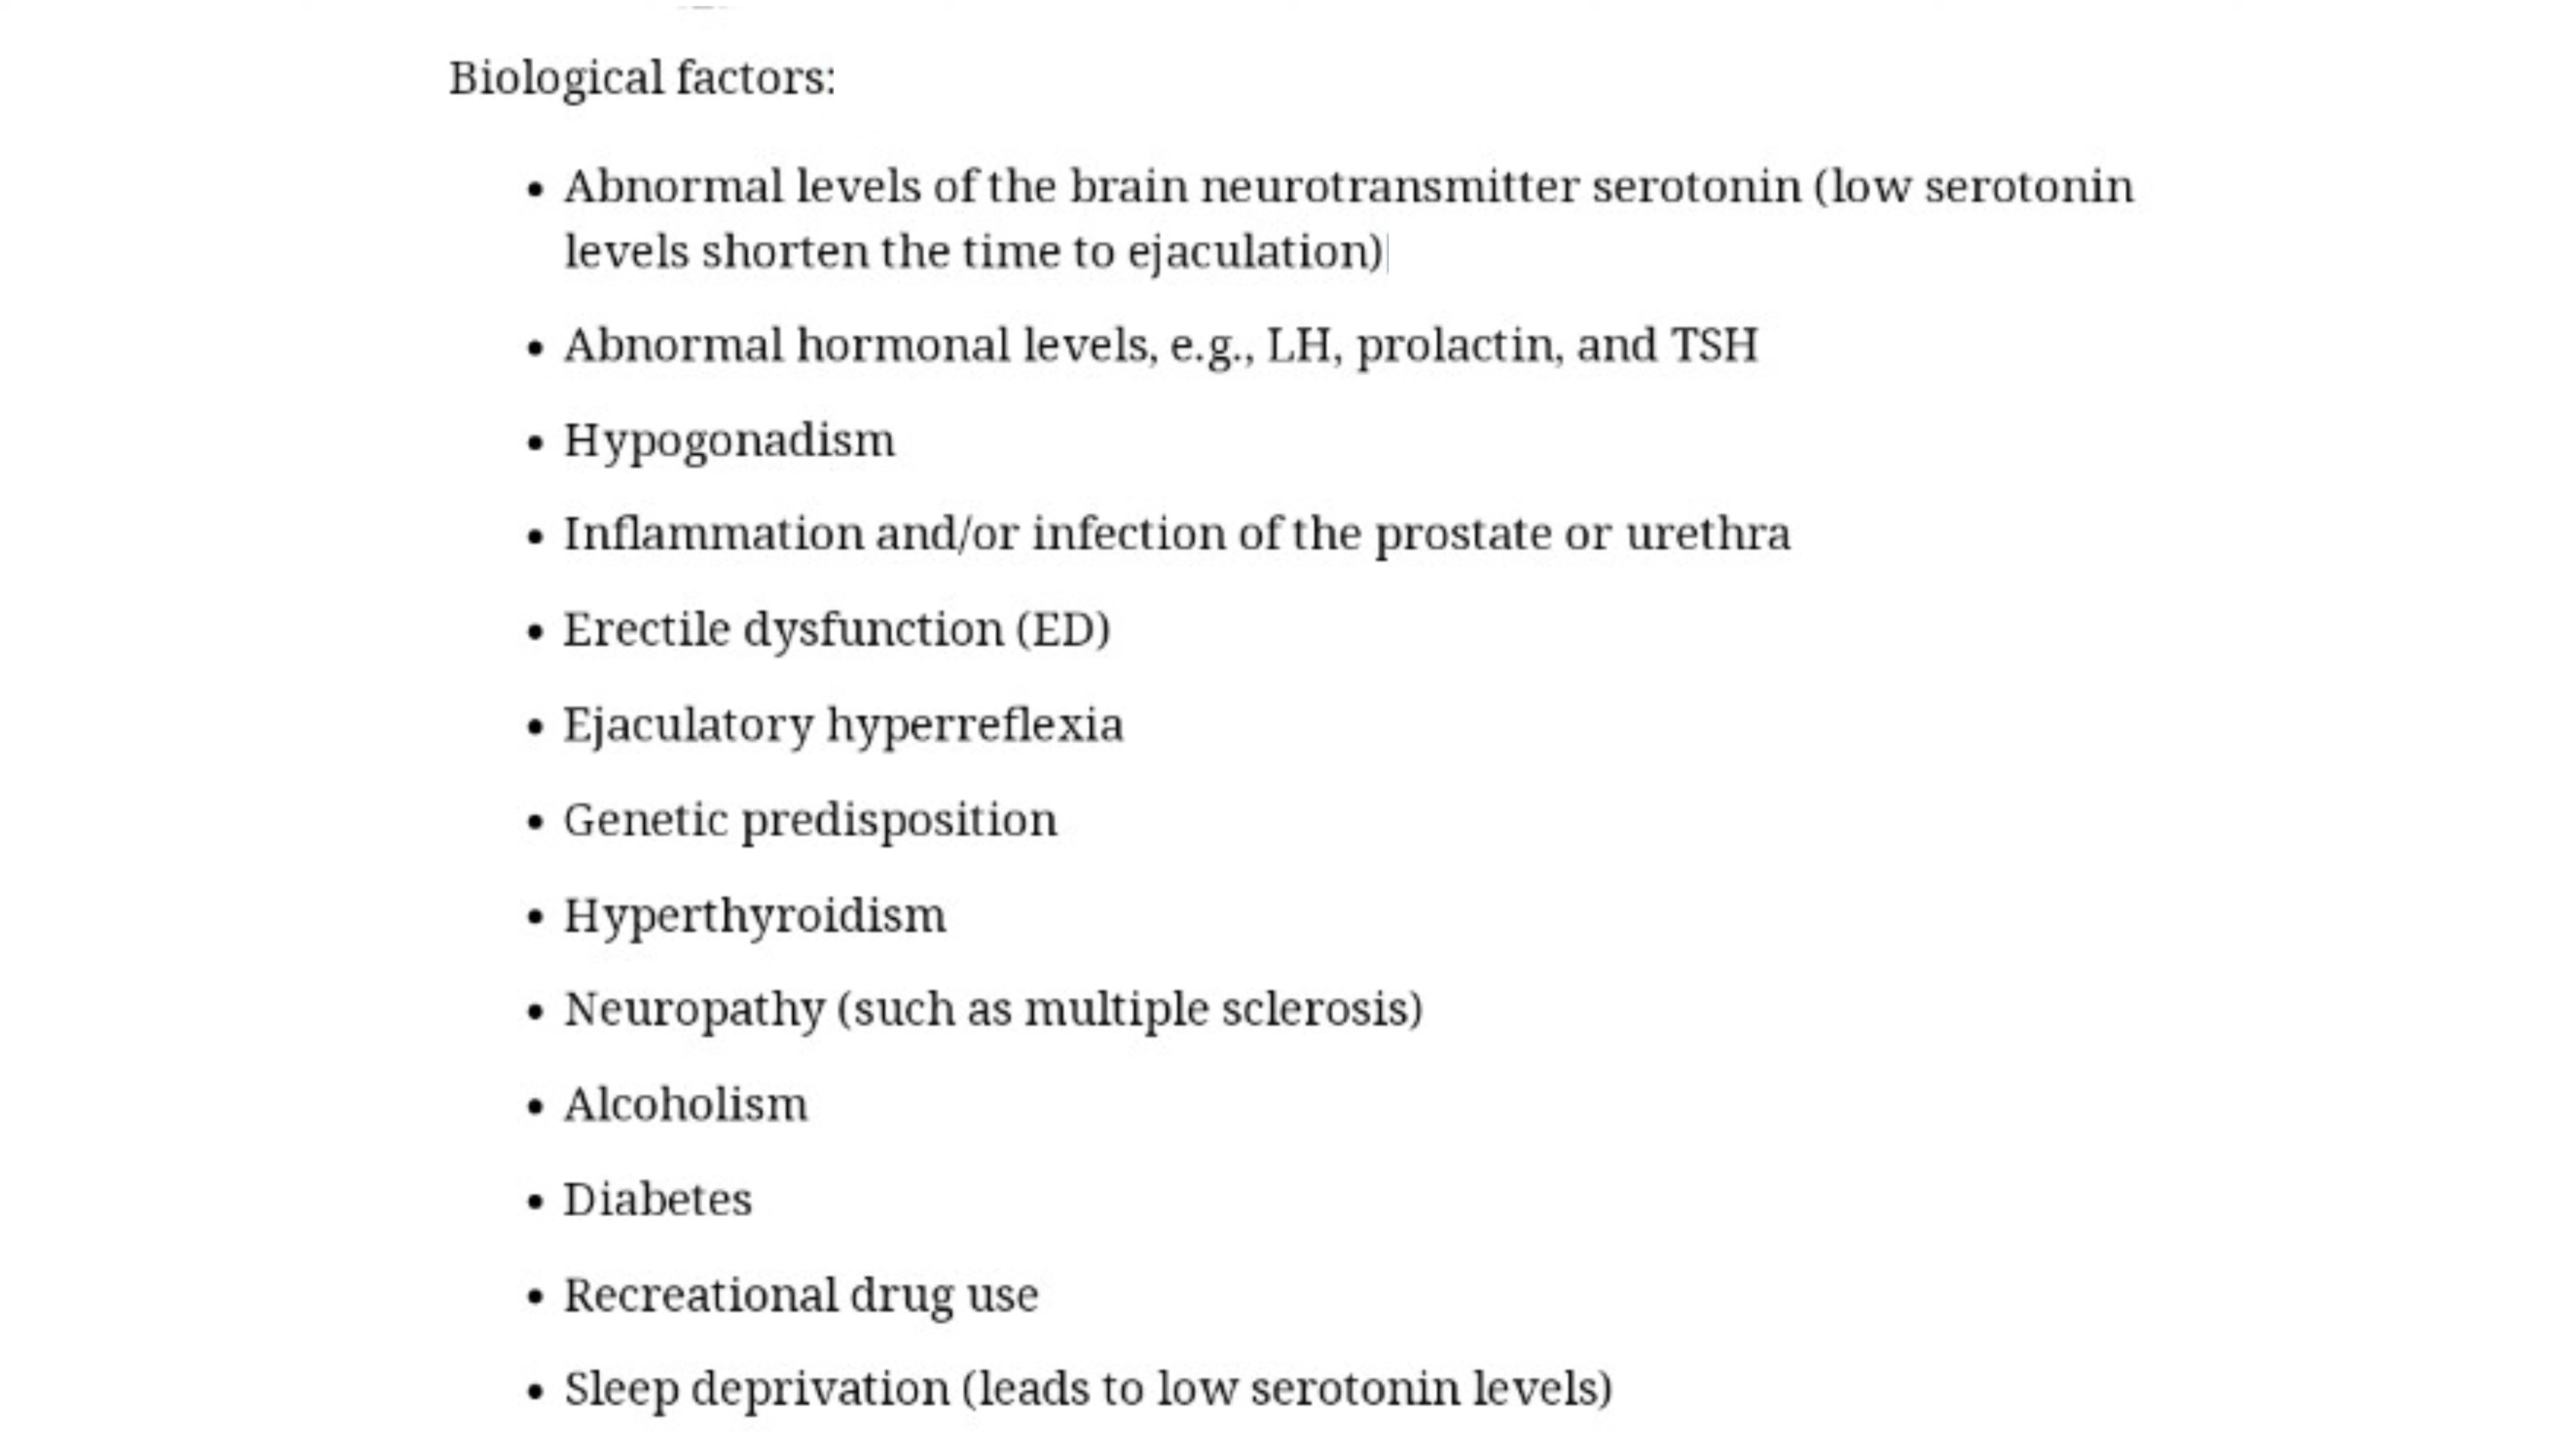 Biological factors:
• Abnormal levels of the brain neurotransmitter serotonin (low serotonin
levels shorten the time to ejaculation)
• Abnormal hormonal levels, e.g., LH, prolactin, and TSH
• Hypogonadism
• Inflammation and/or infection of the prostate or urethra
• Erectile dysfunction (ED)
• Ejaculatory hyperreflexia
• Genetic predisposition
• Hyperthyroidism
• Neuropathy (such as multiple sclerosis)
• Alcoholism
• Diabetes
• Recreational drug use
• Sleep deprivation (leads to low serotonin levels)